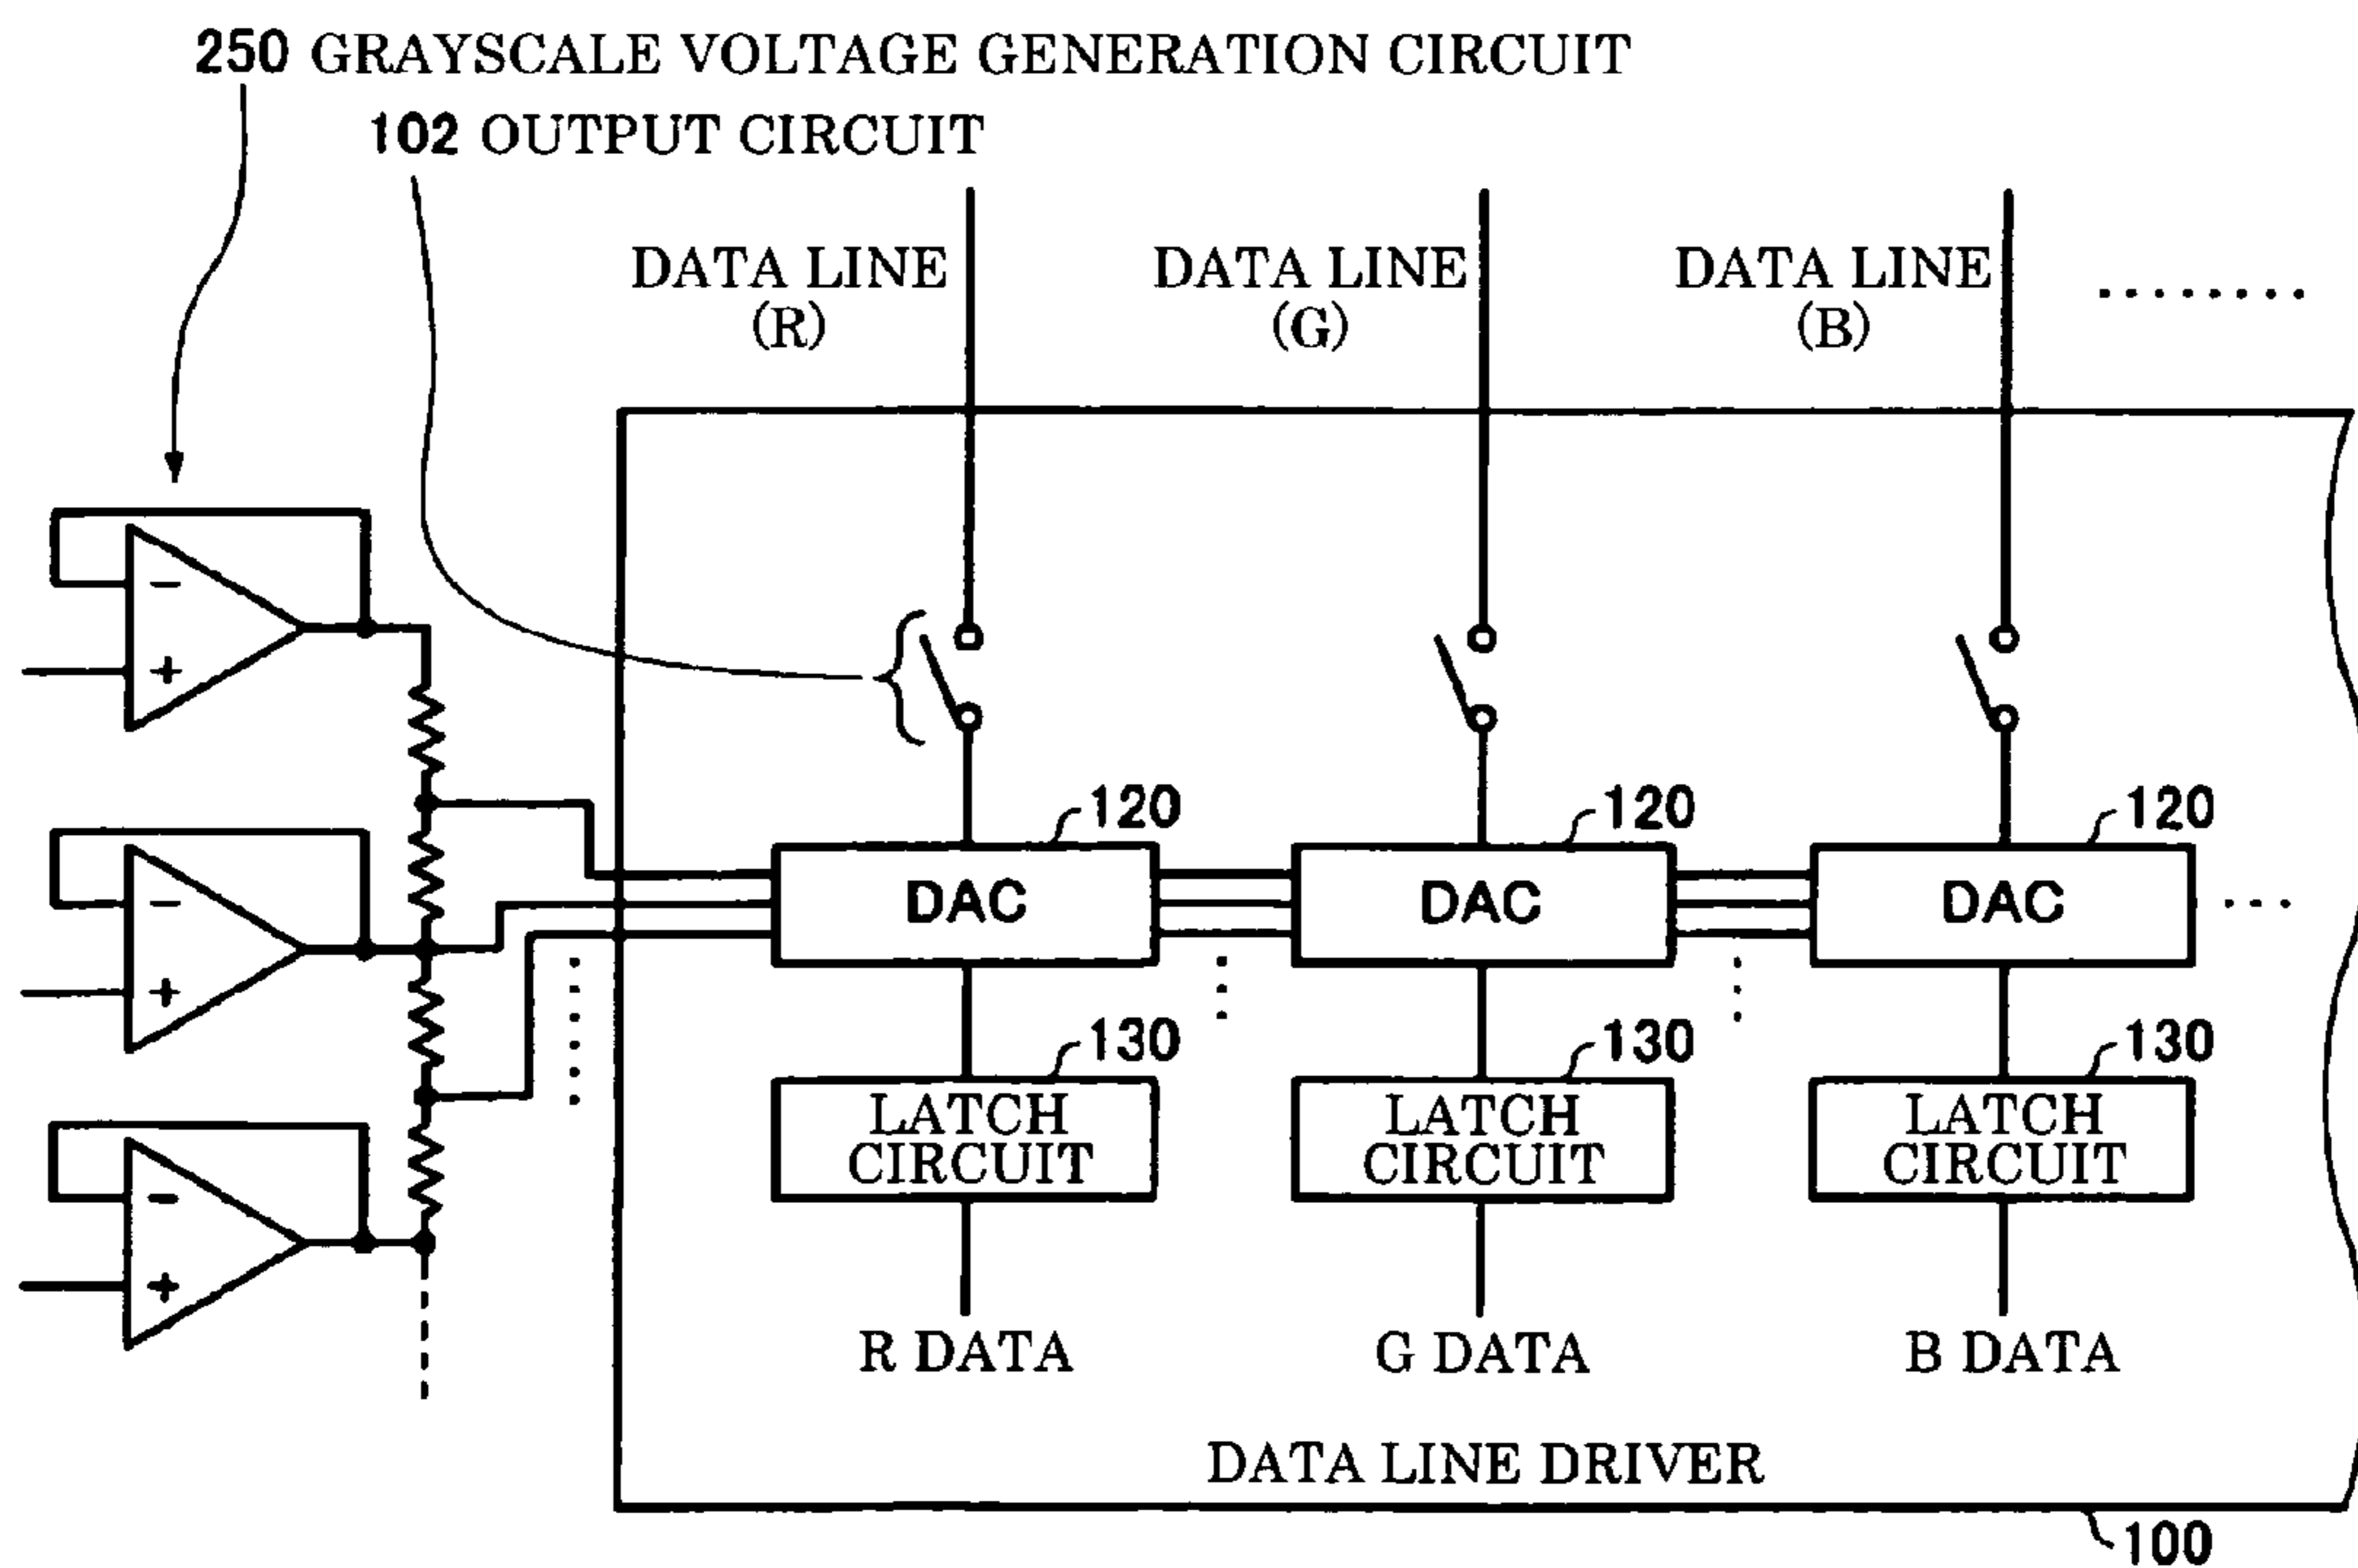 250 GRAYSCALE VOLTAGE GENERATION CIRCUIT
102 OUTPUT CIRCUIT
DATA LINE
(R)
DATA LINE
(G)
DATA LINE
(B)
− 
+
120
120
120
DAC
DAC
DAC
−
+
130
130
130
LATCH
CIRCUIT
LATCH
CIRCUIT
LATCH
CIRCUIT
−
+
R DATA
G DATA
B DATA
DATA LINE DRIVER
100